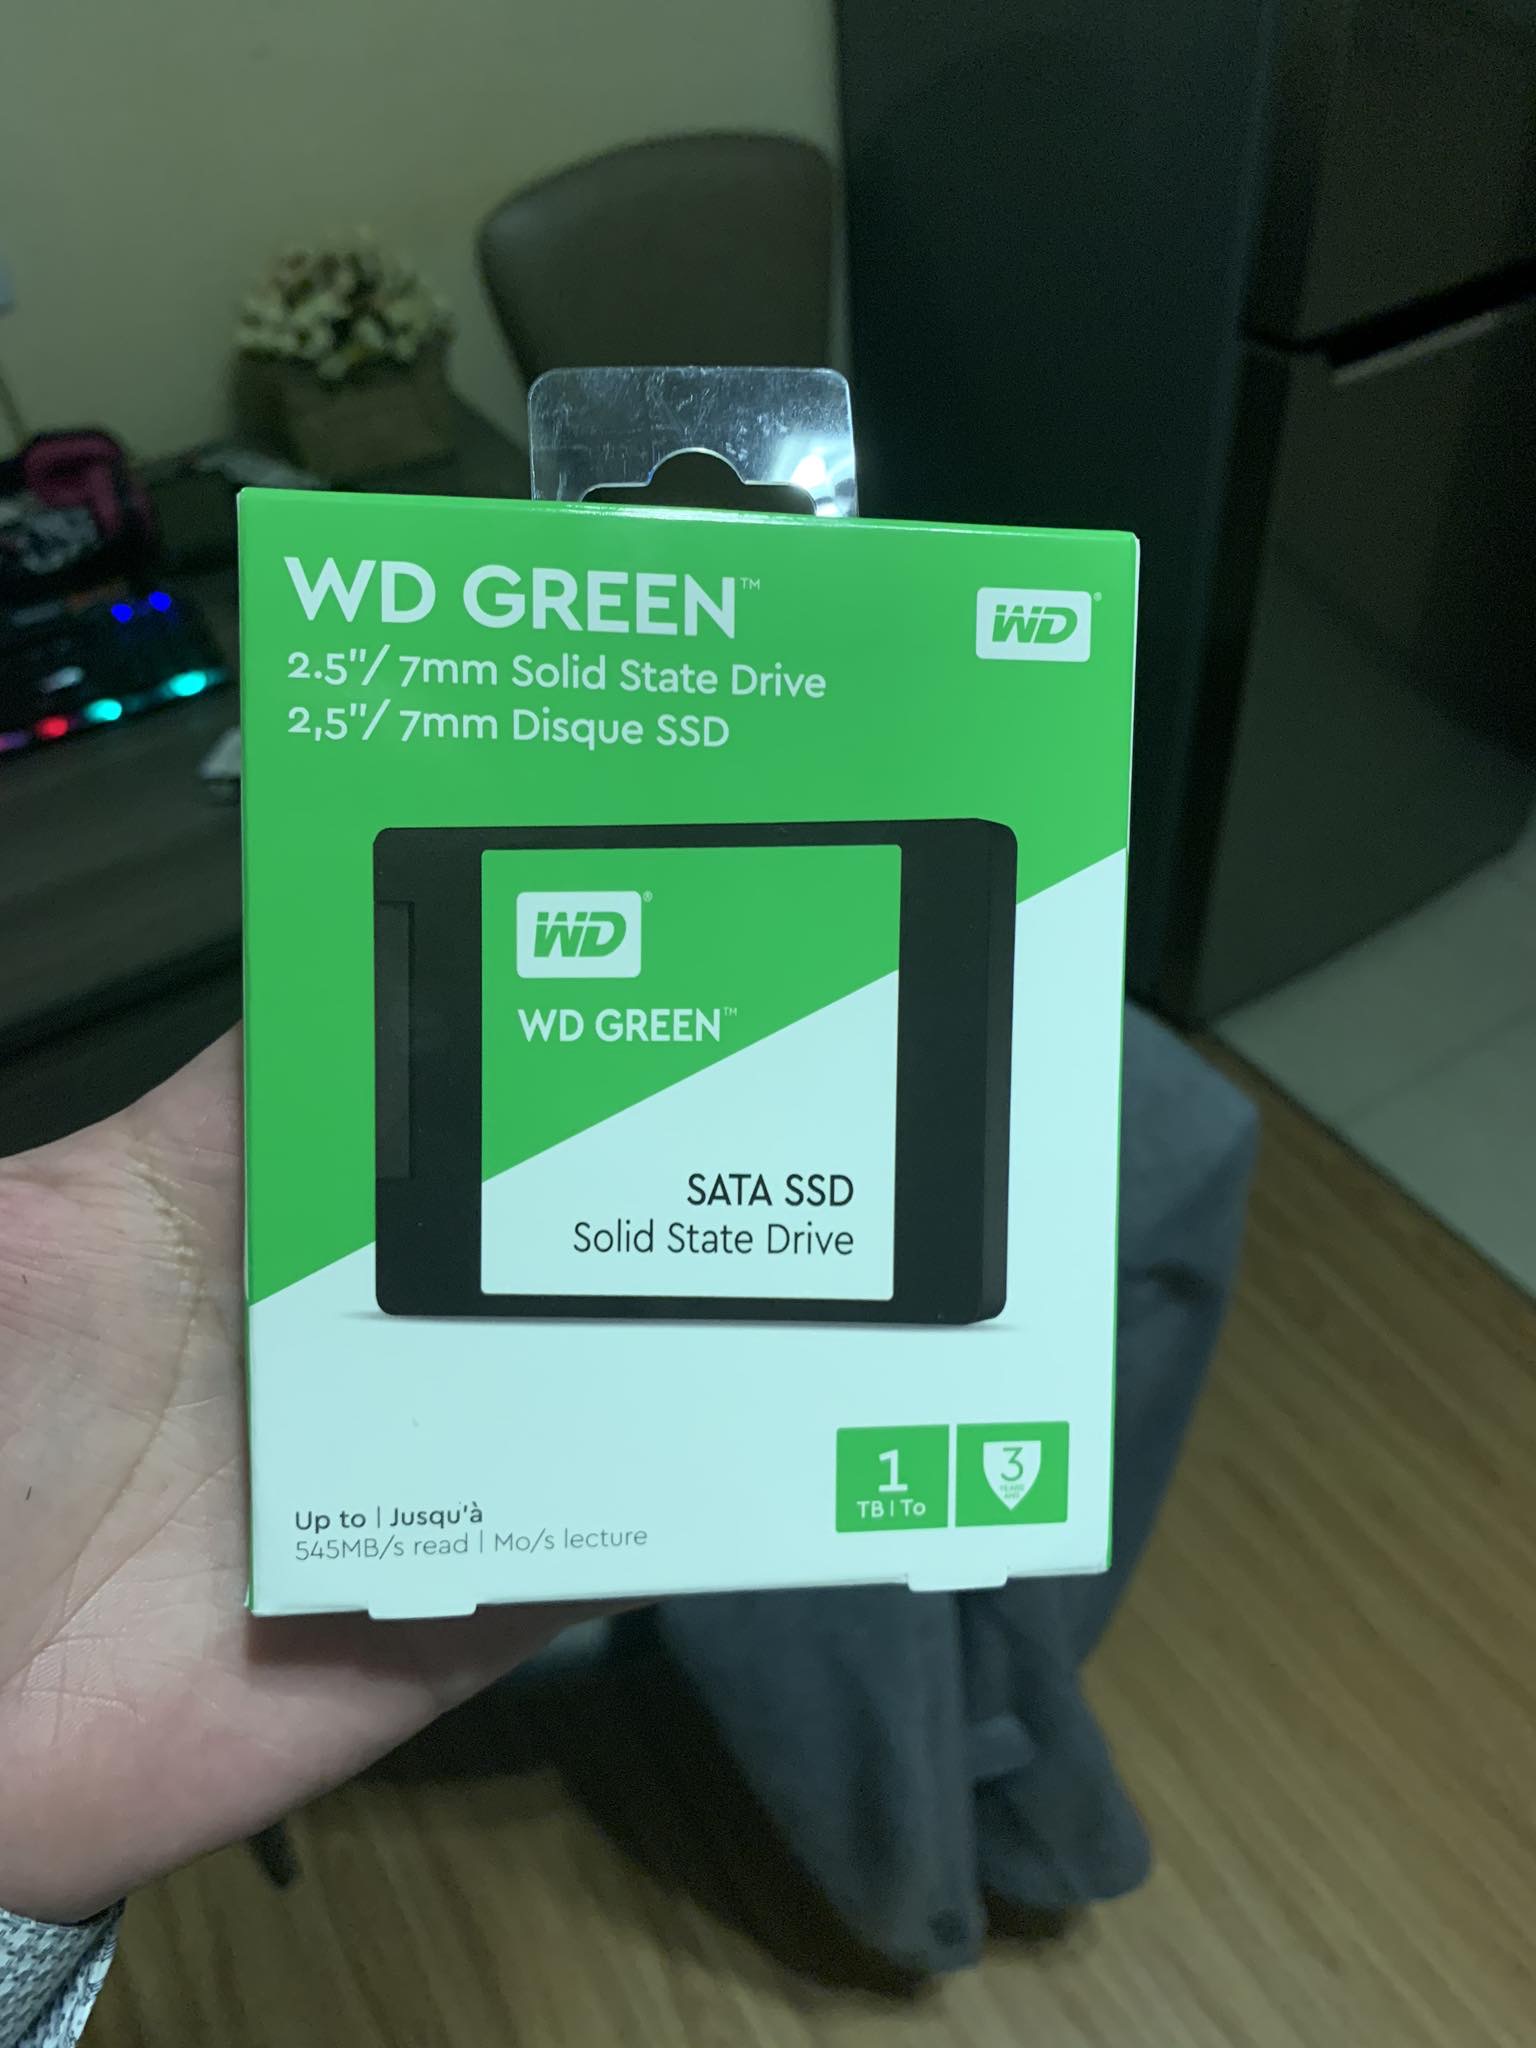 WD GREEN™
WD®
2.5"/ 7mm Solid State Drive
2,5"/ 7mm Disque SSD
WD®
WD GREEN™
SATA SSD
Solid State Drive
1
TB | To
3
Up to | Jusqu'à
545MB/s read | Mo/s lecture